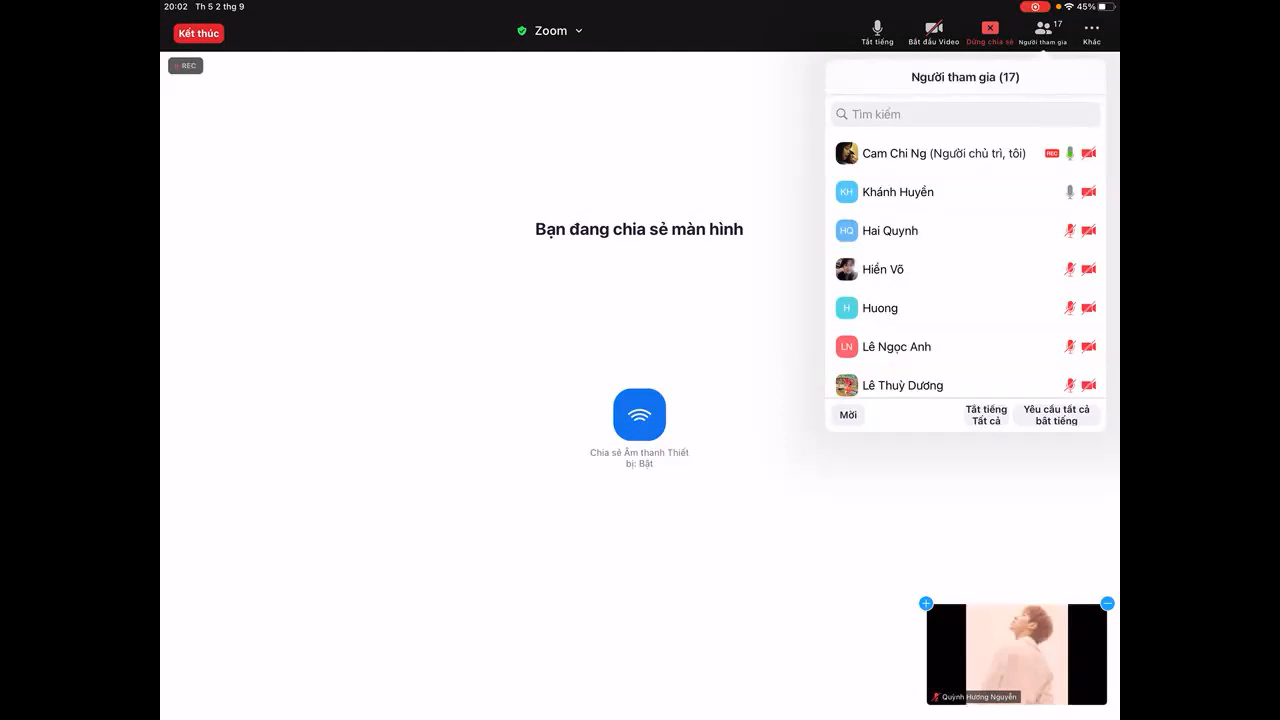 20:02 Th 5 2 thg 9
45%
Kết thúc
Zoom
Tắt tiếng
Bắt đầu Video
Dừng chia sẻ
17
Người tham gia
Khác
REC
Người tham gia (17)
Tìm kiếm
Cam Chi Ng (Người chủ trì, tôi)
REC
KH Khánh Huyền
HQ Hai Quynh
Hiền Võ
H Huong
LN Lê Ngọc Anh
Lê Thuỳ Dương
Mời
Tắt tiếng
Tất cả
Yêu cầu tất cả
bật tiếng
Bạn đang chia sẻ màn hình
Chia sẻ Âm thanh Thiết
bị: Bật
Quỳnh Hương Nguyễn